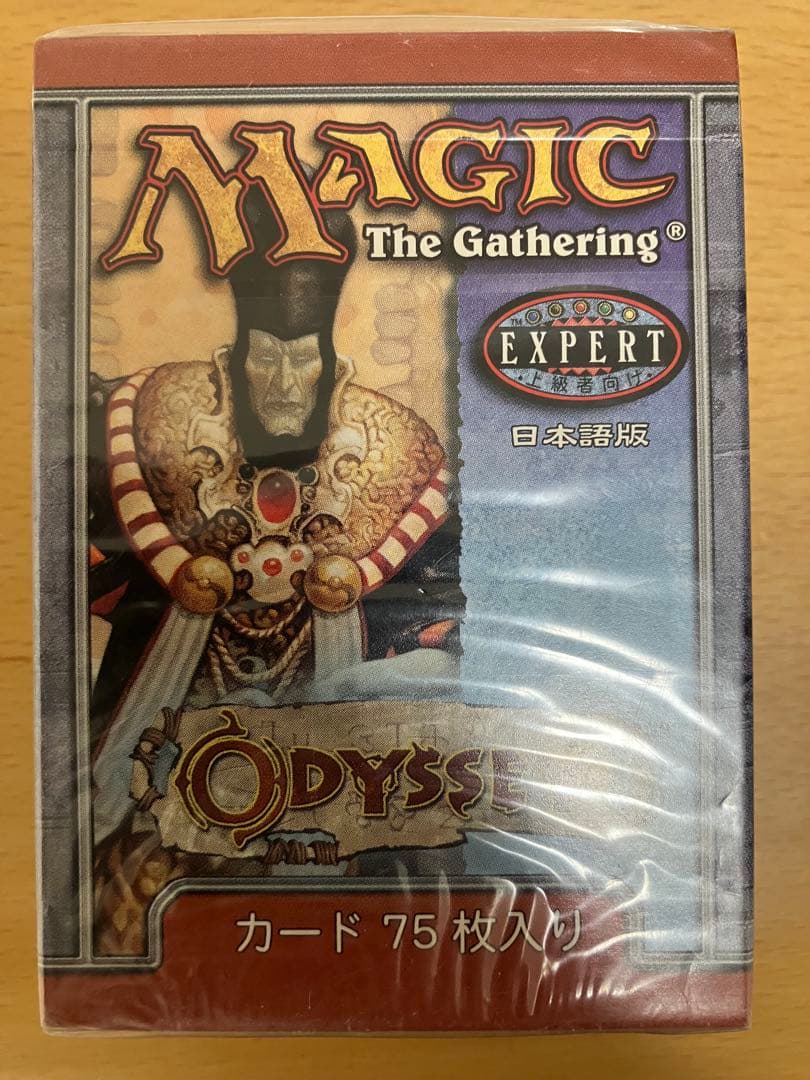 MAGIC
The Gathering®
™
EXPERT
・上級者向け・
日本語版
ODYSSE
カード 75 枚入り